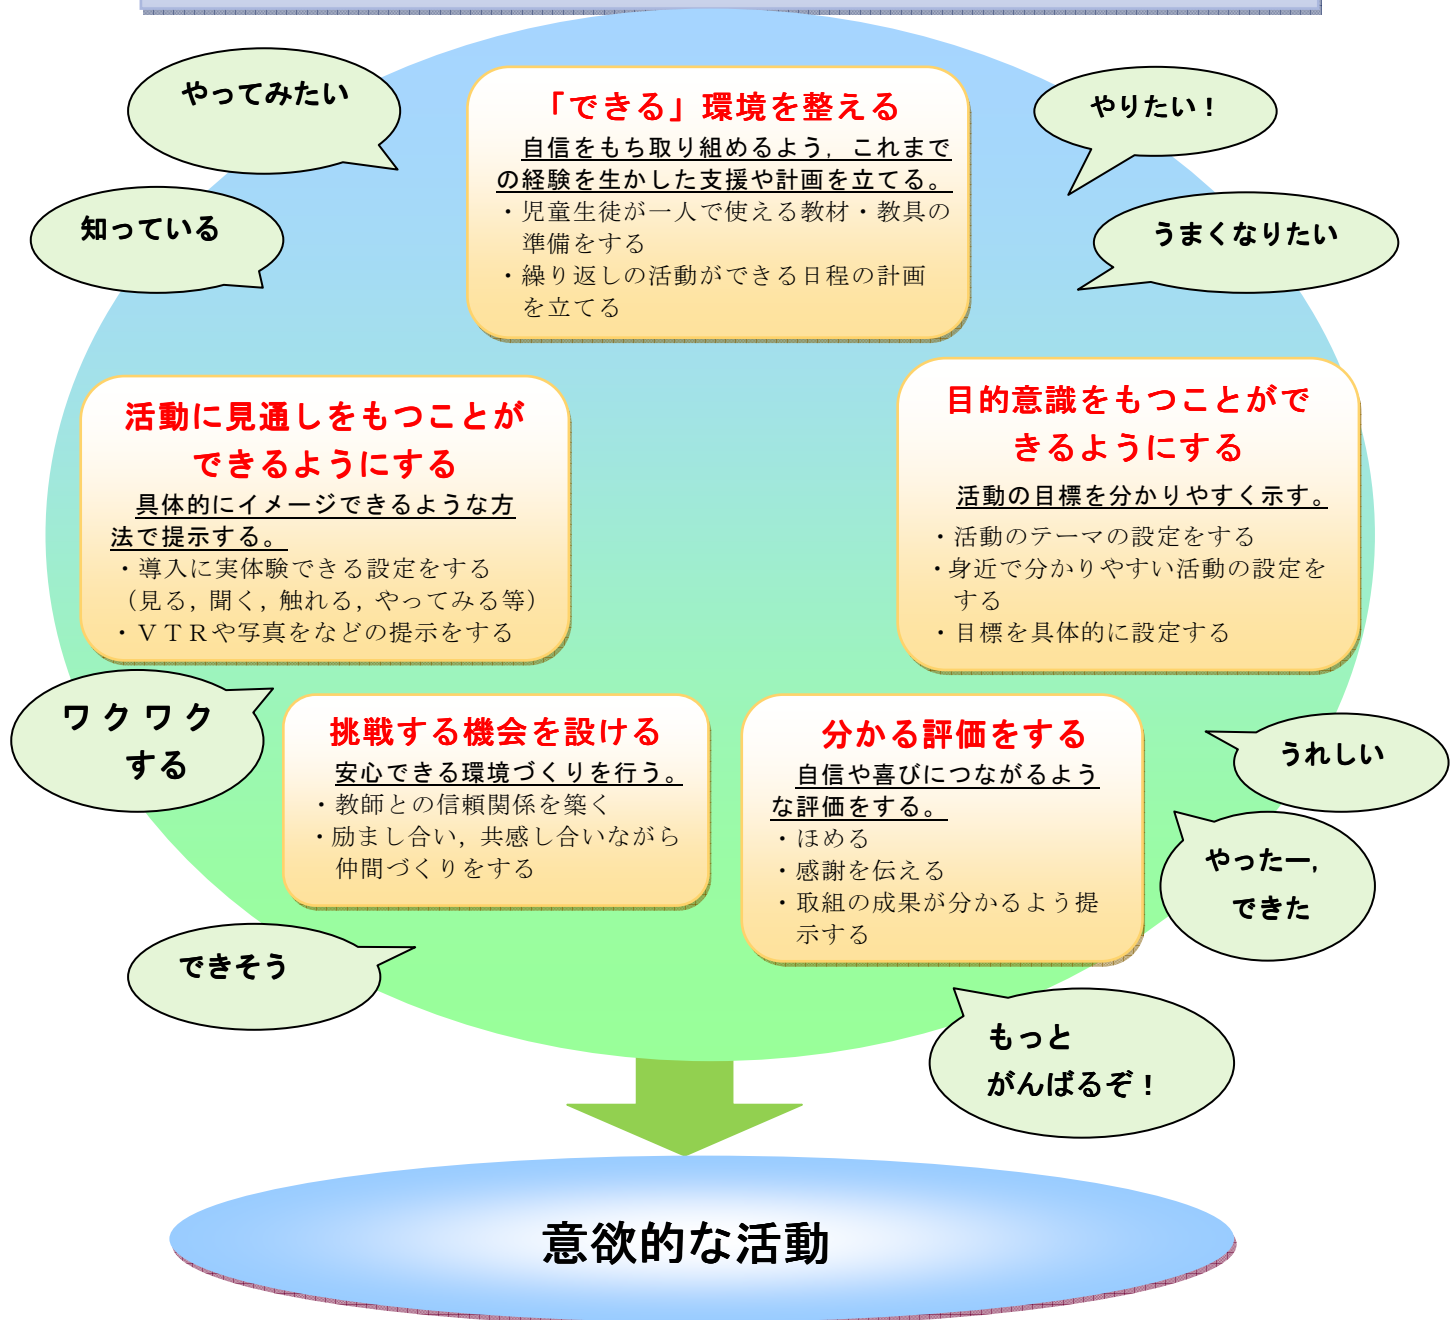 やってみたい
知っている
「できる」環境を整える
自信をもち取り組めるよう，これまで
の経験を生かした支援や計画を立てる。
・児童生徒が一人で使える教材・教具の
準備をする
・繰り返しの活動ができる日程の計画
を立てる
やりたい！
うまくなりたい
活動に見通しをもつことが
できるようにする
具体的にイメージできるような方
法で提示する。
・導入に実体験できる設定をする
（見る，聞く，触れる，やってみる等）
・ＶＴＲや写真をなどの提示をする
目的意識をもつことがで
きるようにする
活動の目標を分かりやすく示す。
・活動のテーマの設定をする
・身近で分かりやすい活動の設定を
する
・目標を具体的に設定する
ワクワク
する
挑戦する機会を設ける
安心できる環境づくりを行う。
・教師との信頼関係を築く
・励まし合い，共感し合いながら
仲間づくりをする
分かる評価をする
自信や喜びにつながるよう
な評価をする。
・ほめる
・感謝を伝える
・取組の成果が分かるよう提
示する
うれしい
やったー，
できた
できそう
もっと
がんばるぞ！
意欲的な活動